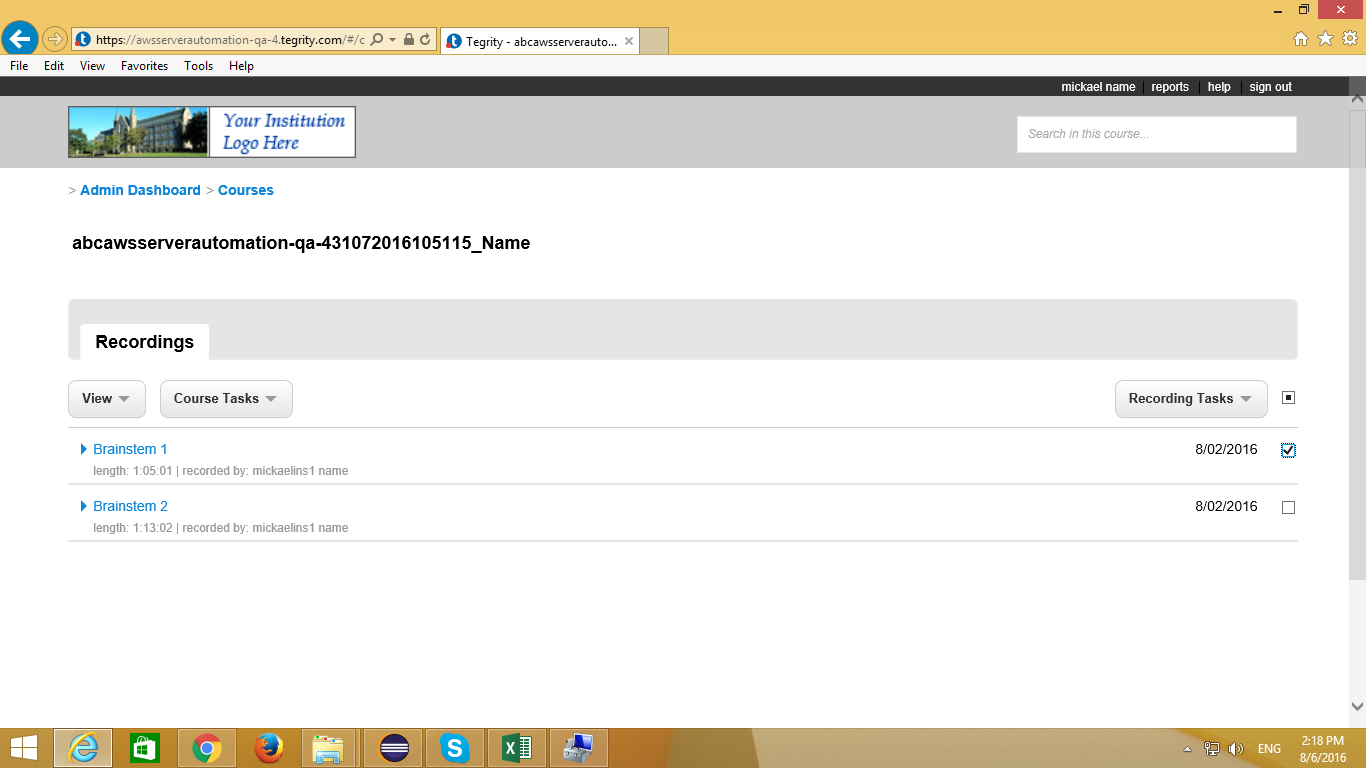 https://awsserverautomation-qa-4.tegrity.com/#/c
Tegrity - abcawsserverauto...
File Edit View Favorites Tools Help
mickael name reports help sign out
Your Institution
Logo Here
Search in this course...
> Admin Dashboard > Courses
abcawsserverautomation-qa-431072016105115_Name
Recordings
View Course Tasks Recording Tasks
Brainstem 1 8/02/2016
length: 1:05:01 | recorded by: mickaelins1 name
Brainstem 2 8/02/2016
length: 1:13:02 | recorded by: mickaelins1 name
ENG
2:18 PM
8/6/2016